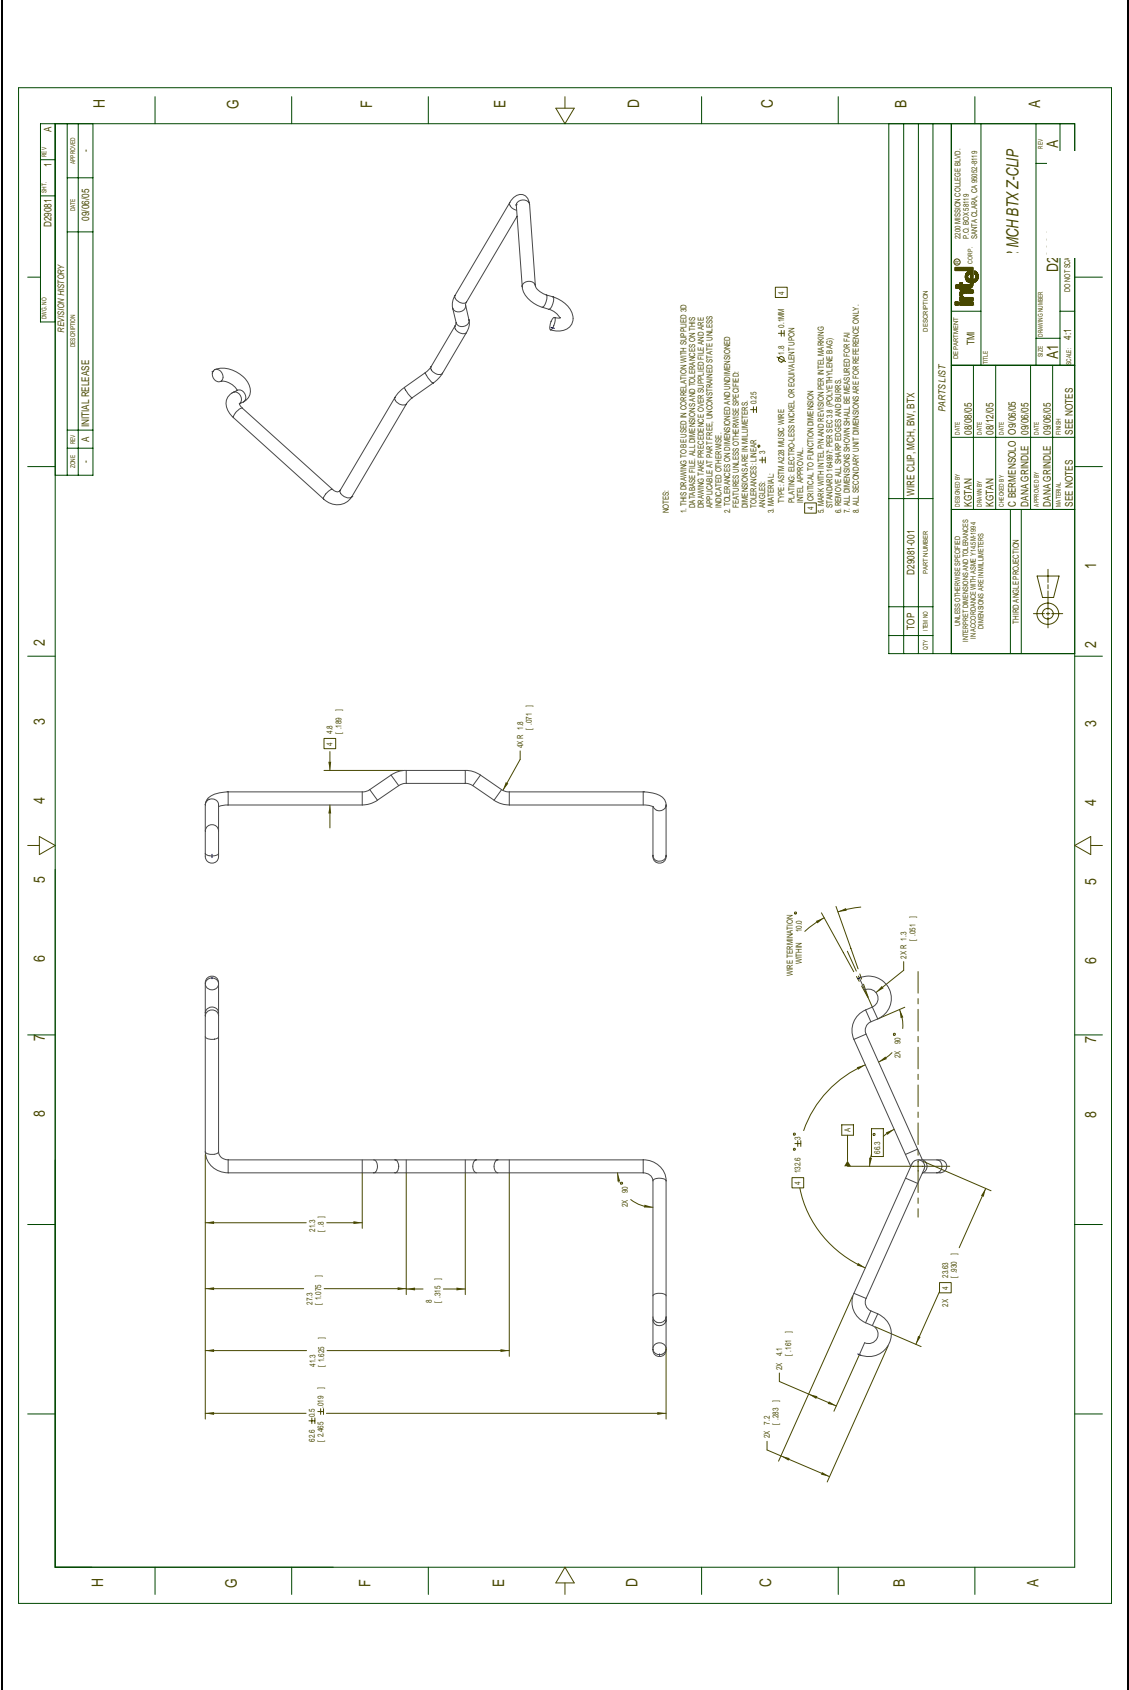 DWG. NO D29081 SHT. 1 REV A
REVISION HISTORY
ZONE REV DESCRIPTION DATE APPROVED
- A INITIAL RELEASE 09/06/05 -
H G F E D C B A
NOTES:
1. THIS DRAWING TO BE USED IN CORRELATION WITH SUPPLIED 3D
DATABASE FILE. ALL DIMENSIONS AND TOLERANCES ON THIS
DRAWING TAKE PRECEDENCE OVER SUPPLIED FILE AND ARE
APPLICABLE AT PART FREE, UNCONSTRAINED STATE UNLESS
INDICATED OTHERWISE.
2. TOLERANCES ON DIMENSIONED AND UNDIMENSIONED
FEATURES UNLESS OTHERWISE SPECIFIED:
DIMENSIONS ARE IN MILLIMETERS.
TOLERANCES: LINEAR ± 0.25
ANGLES: ± 3°
3. MATERIAL:
TYPE: ASTM A228 MUSIC WIRE Ø1.8 ± 0.1MM 4
PLATING: ELECTRO-LESS NICKEL OR EQUIVALENT UPON
INTEL APPROVAL
4 CRITICAL TO FUNCTION DIMENSION
5. MARK WITH INTEL P/N AND REVISION PER INTEL MARKING
STANDARD 164997: PER SEC 3.8 (POLYETHYLENE BAG)
6. REMOVE ALL SHARP EDGES AND BURRS.
7. ALL DIMENSIONS SHOWN SHALL BE MEASURED FOR FAI
8. ALL SECONDARY UNIT DIMENSIONS ARE FOR REFERENCE ONLY.
4 4.8
[ .189 ]
4X R 1.8
[ .071 ]
21.3
[ .8 ]
27.3
[ 1.075 ]
8
[ .315 ]
41.3
[ 1.625 ]
62.6 ±0.5
[ 2.465 ±.019 ]
2X 90°
WIRE TERMINATION
WITHIN 10.0°
2X R 1.3
[ .051 ]
2X 90°
4 132.6° ±3°
A
66.3°
2X 4 23.63
[ .930 ]
2X 4.1
[ .161 ]
2X 7.2
[ .283 ]
TOP D29081-001 WIRE CLIP, MCH, BW, BTX
QTY ITEM NO PART NUMBER DESCRIPTION
PARTS LIST
UNLESS OTHERWISE SPECIFIED
INTERPRET DIMENSIONS AND TOLERANCES
IN ACCORDANCE WITH ASME Y14.5M-1994
DIMENSIONS ARE IN MILLIMETERS
THIRD ANGLE PROJECTION
DESIGNED BY DATE
KGTAN 08/08/05
DRAWN BY DATE
KGTAN 08/12/05
CHECKED BY DATE
C BERMENSOLO 09/06/05
DANA GRINDLE 09/06/05
APPROVED BY DATE
DANA GRINDLE 09/06/05
MATERIAL FINISH
SEE NOTES SEE NOTES
DEPARTMENT
TMI
intel® CORP.
2200 MISSION COLLEGE BLVD.
P.O. BOX 58119
SANTA CLARA, CA 95052-8119
TITLE
MCH BTX Z-CLIP
SIZE DRAWING NUMBER REV
A1 D2 A
SCALE: 4:1 DO NOT SCA
8 7 6 5 4 3 2
8 7 6 5 4 3 2 1
H G F E D C B A